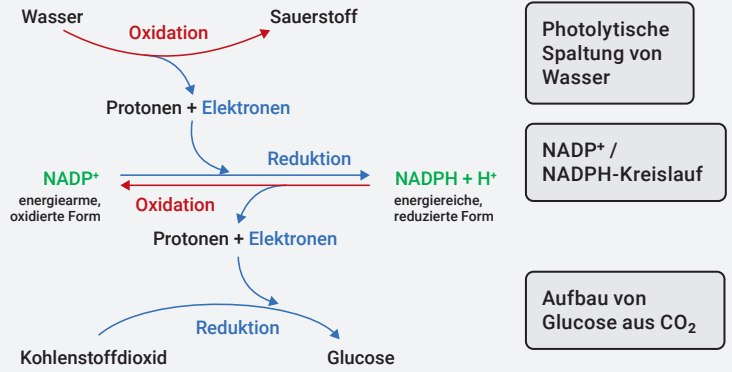 Wasser
Sauerstoff
Oxidation
Photolytische
Spaltung von
Wasser
Protonen + Elektronen
Reduktion
NADP⁺ /
NADPH-Kreislauf
NADP⁺
energiearme,
oxidierte Form
NADPH + H⁺
energiereiche,
reduzierte Form
Oxidation
Protonen + Elektronen
Aufbau von
Glucose aus CO₂
Reduktion
Kohlenstoffdioxid
Glucose